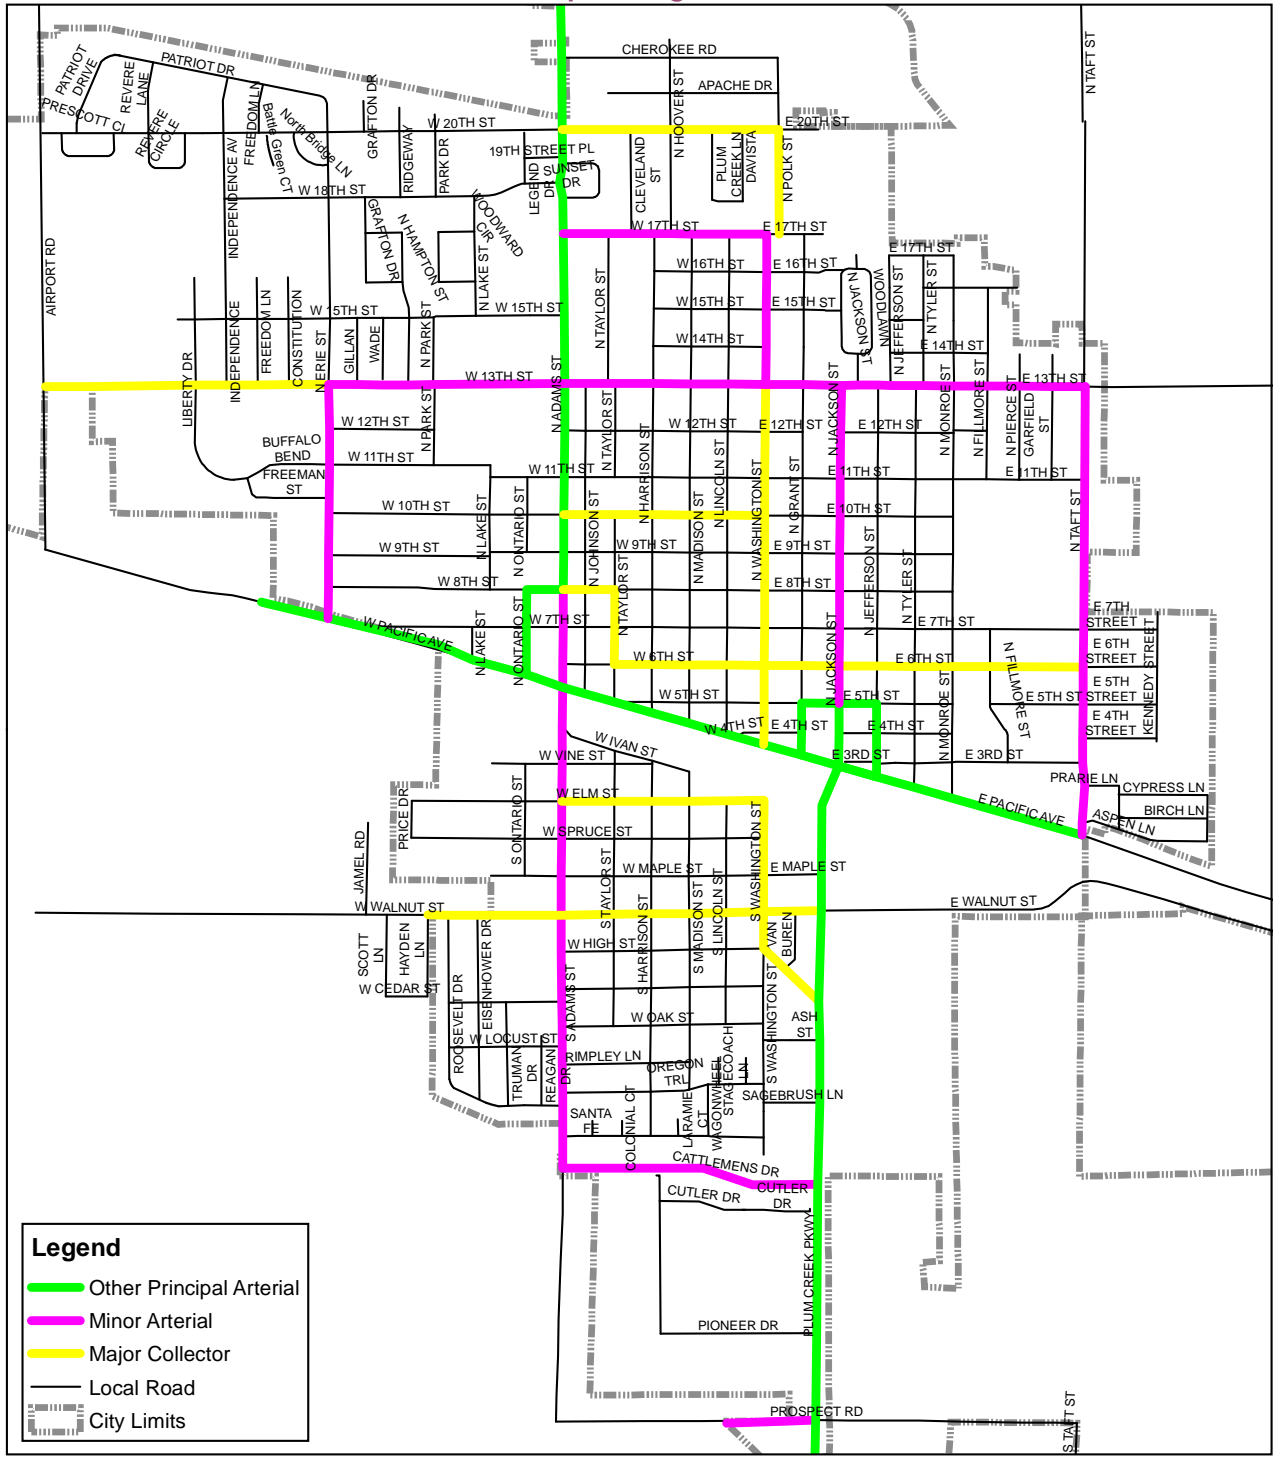 CHEROKEE RD
APACHE DR
N HOOVER ST
N TAFT ST
PATRIOT DRIVE
PATRIOT DR
REVERE LANE
PRESCOTT CI
REVERE CIRCLE
FREEDOM LN
Battle Green CT
North Bridge LN
GRAFTON DR
RIDGEWAY
PARK DR
W 20TH ST
E 20TH ST
19TH STREET PL
SUNSET DR
LEGEND DR
CLEVELAND ST
PLUM CREEK LN
DAVISTA
N POLK ST
INDEPENDENCE AV
W 18TH ST
GRAFTON DR
N HAMPTON ST
WOODWARD CIR
N LAKE ST
AIRPORT RD
W 17TH ST
E 17TH ST
E 17TH ST
W 16TH ST
E 16TH ST
W 15TH ST
W 15TH ST
W 15TH ST
E 15TH ST
W 14TH ST
E 14TH ST
N TAYLOR ST
N JACKSON ST
WOODLAWN
N JEFFERSON ST
N TYLER ST
LIBERTY DR
INDEPENDENCE
FREEDOM LN
CONSTITUTION
N ERIE ST
GILLAN
WADE
N PARK ST
N ADAMS ST
W 13TH ST
E 13TH ST
N PARK ST
N TAYLOR ST
N HARRISON ST
N MADISON ST
N LINCOLN ST
N WASHINGTON ST
N GRANT ST
N JACKSON ST
N MONROE ST
N FILLMORE ST
N PIERCE ST
GARFIELD ST
W 12TH ST
W 12TH ST
E 12TH ST
E 12TH ST
BUFFALO BEND
FREEMAN ST
W 11TH ST
W 11TH ST
E 11TH ST
E 11TH ST
W 10TH ST
E 10TH ST
N LAKE ST
N ONTARIO ST
N JOHNSON ST
N TAFT ST
W 9TH ST
W 9TH ST
E 9TH ST
W 8TH ST
E 8TH ST
N TAYLOR ST
N JEFFERSON ST
N TYLER ST
W PACIFIC AVE
N LAKE ST
N ONTARIO ST
W 7TH ST
E 7TH ST
E 7TH STREET
W 6TH ST
E 6TH ST
E 6TH STREET
N JACKSON ST
N MONROE ST
N FILLMORE ST
KENNEDY STREET
W 5TH ST
E 5TH ST
E 5TH ST
E 5TH STREET
W 4TH ST
E 4TH ST
E 4TH ST
E 4TH STREET
W IVAN ST
W VINE ST
E 3RD ST
E 3RD ST
PRARIE LN
CYPRESS LN
BIRCH LN
ASPEN LN
E PACIFIC AVE
W ELM ST
PRICE DR
S ONTARIO ST
W SPRUCE ST
JAMEL RD
W MAPLE ST
E MAPLE ST
S TAYLOR ST
S HARRISON ST
S MADISON ST
S LINCOLN ST
S WASHINGTON ST
W WALNUT ST
E WALNUT ST
SCOTT LN
HAYDEN LN
W CEDAR ST
W HIGH ST
VAN BUREN
ROOSEVELT DR
EISENHOWER DR
S ADAMS ST
S WASHINGTON ST
W OAK ST
ASH ST
W LOCUST ST
TRUMAN DR
REAGAN DR
RIMPLEY LN
OREGON TRL
STAGECOACH LN
WAGONWHEEL
LARAMIE CT
SAGEBRUSH LN
SANTA FE
COLONIAL CT
CATTLEMENS DR
CUTLER DR
CUTLER DR
PLUM CREEK PKWY
PIONEER DR
PROSPECT RD
S TAFT ST
Legend
Other Principal Arterial
Minor Arterial
Major Collector
Local Road
City Limits